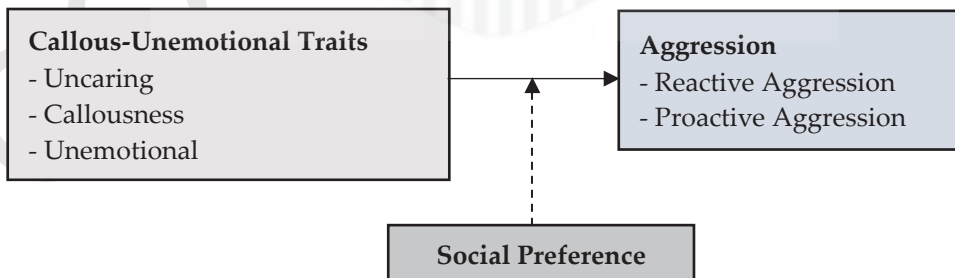 Callous-Unemotional Traits
- Uncaring
- Callousness
- Unemotional
Aggression
- Reactive Aggression
- Proactive Aggression
Social Preference